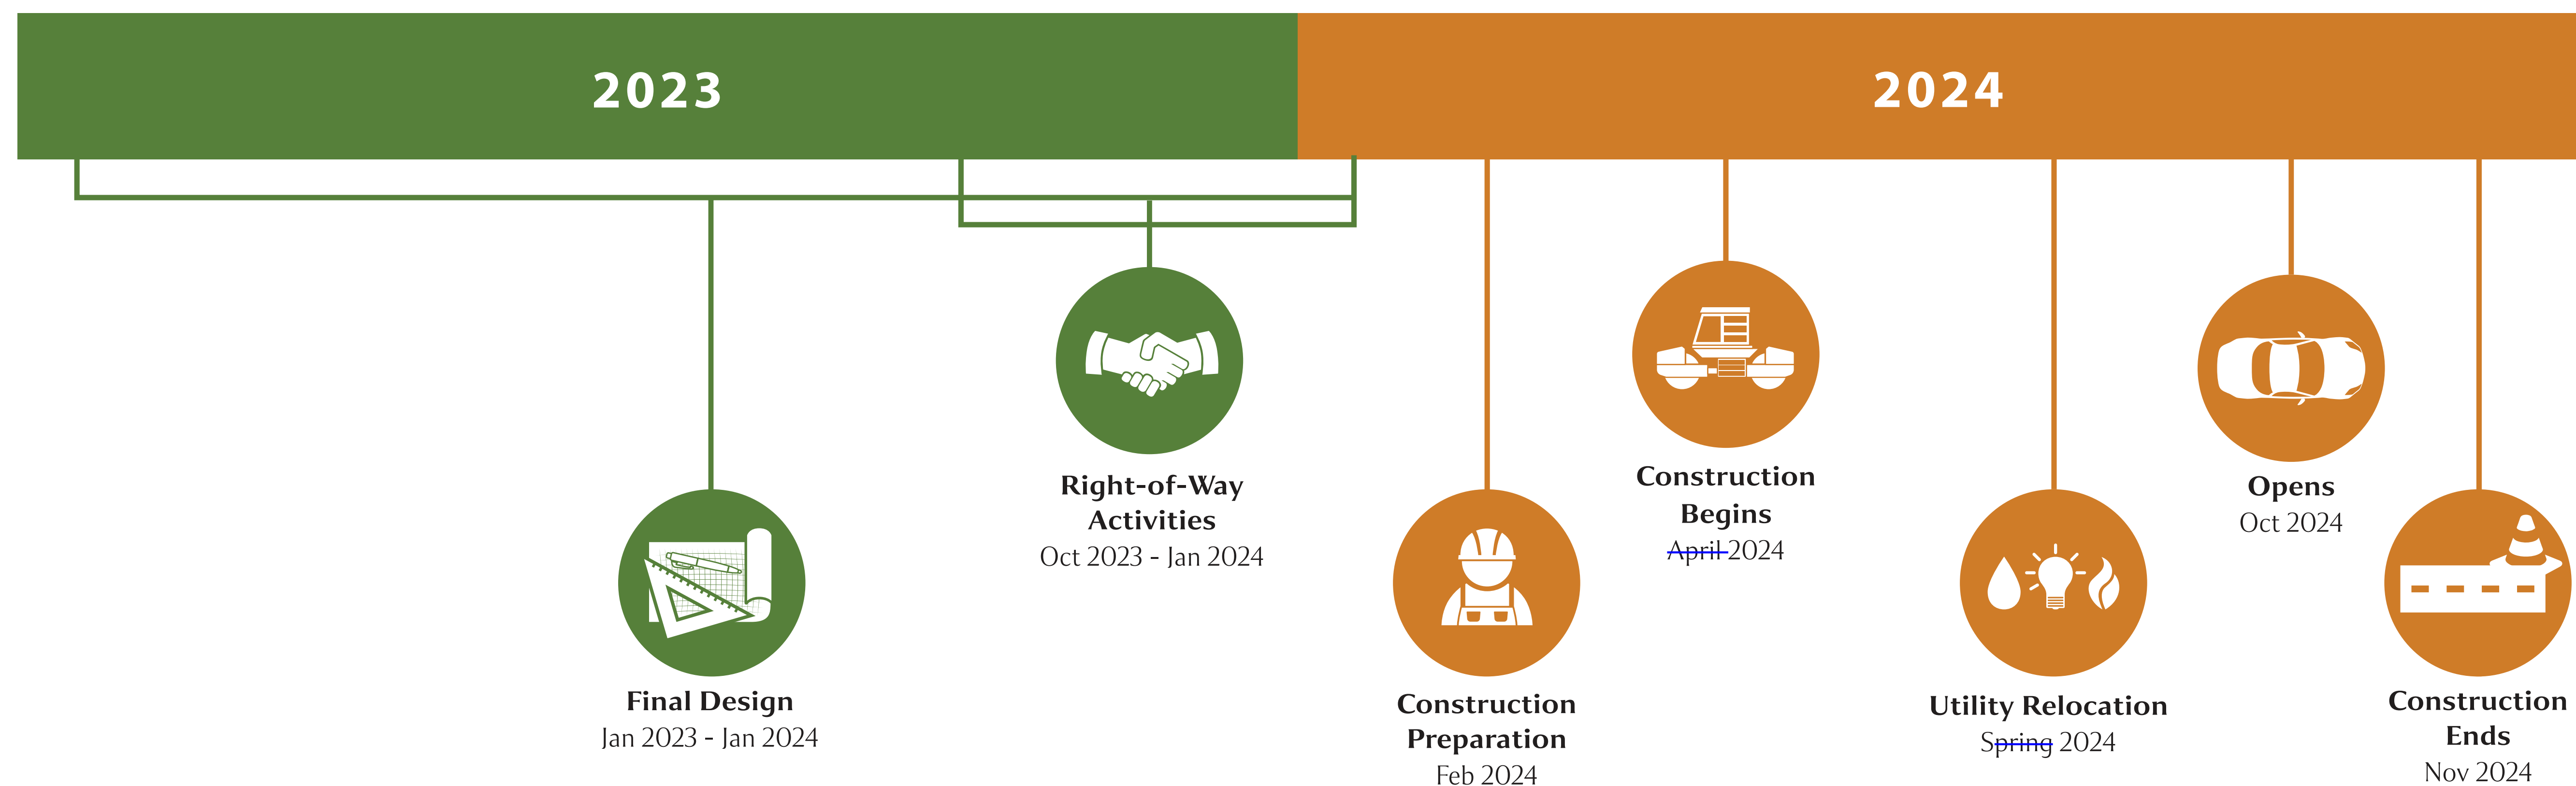 2023
2024
Final Design
Jan 2023 - Jan 2024
Right-of-Way
Activities
Oct 2023 - Jan 2024
Construction
Preparation
Feb 2024
Construction
Begins
April 2024
Utility Relocation
Spring 2024
Opens
Oct 2024
Construction
Ends
Nov 2024